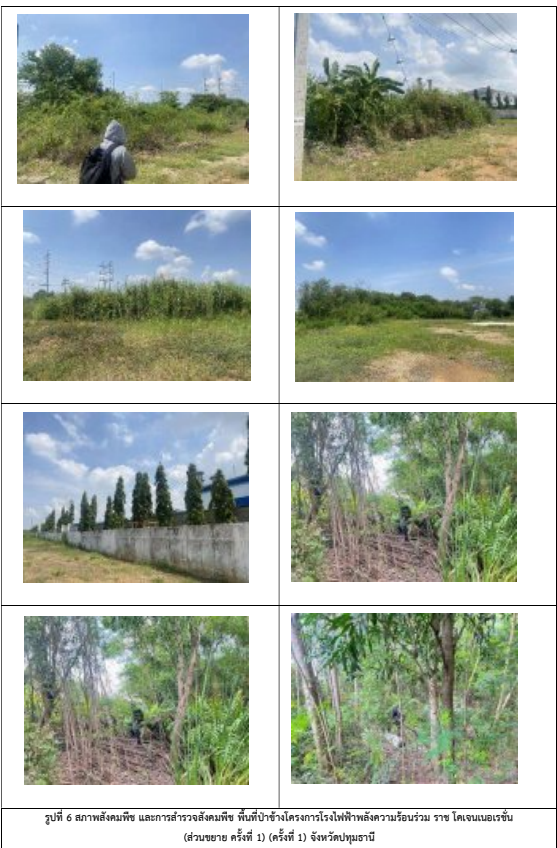 รูปที่ 6 สภาพสังคมพืช และการสำรวจสังคมพืช พื้นที่ป่าข้างโครงการโรงไฟฟ้าพลังความร้อนร่วม ราช โคเจนเนอเรชั่น
(ส่วนขยาย ครั้งที่ 1) (ครั้งที่ 1) จังหวัดปทุมธานี